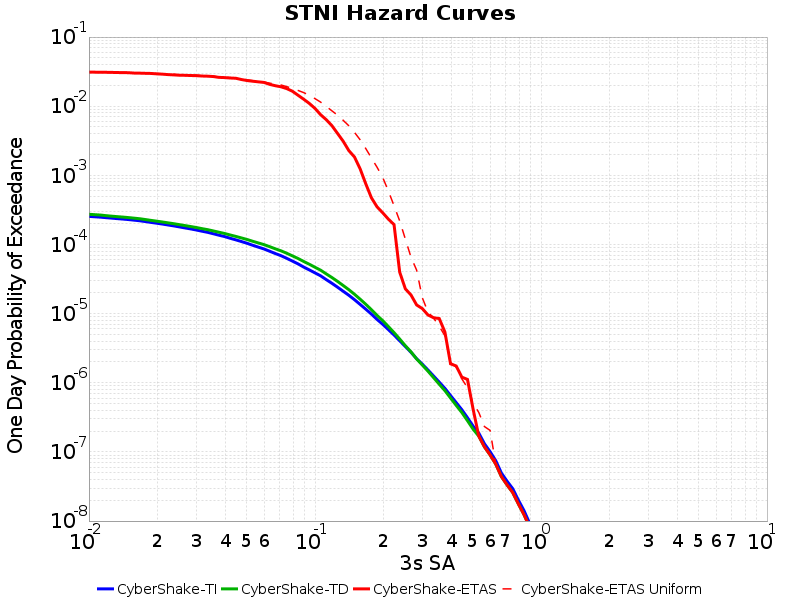 STNI Hazard Curves
One Day Probability of Exceedance
10^-1
10^-2
10^-3
10^-4
10^-5
10^-6
10^-7
10^-8
10^-2 2 3 4 5 6 10^-1 2 3 4 5 6 7 10^0 2 3 4 5 6 7 10^1
3s SA
CyberShake-TI CyberShake-TD CyberShake-ETAS CyberShake-ETAS Uniform